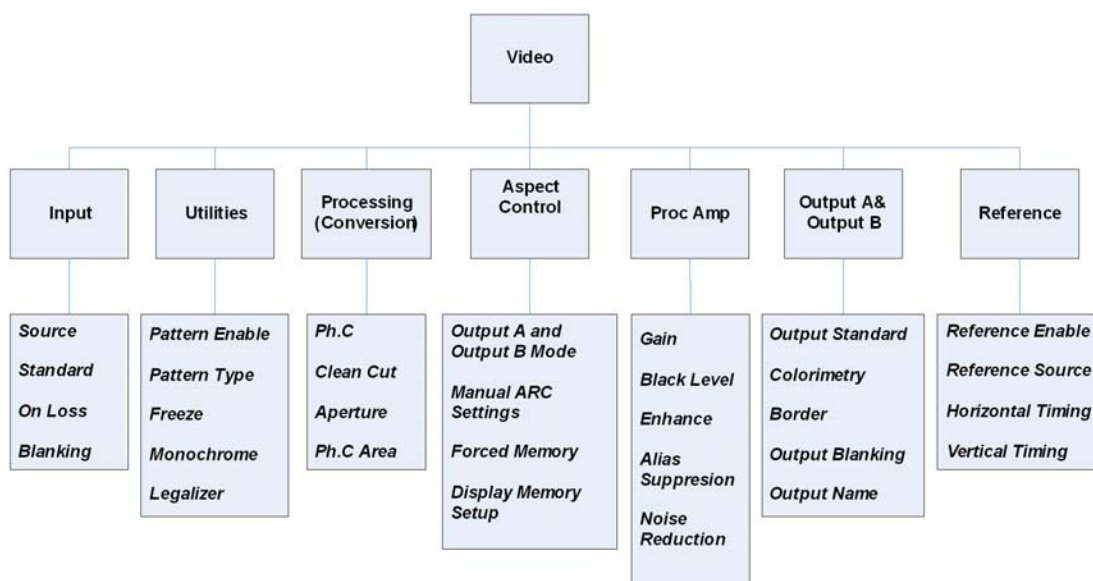 Video
Input
Utilities
Processing
(Conversion)
Aspect
Control
Proc Amp
Output A&
Output B
Reference
Source
Standard
On Loss
Blanking
Pattern Enable
Pattern Type
Freeze
Monochrome
Legalizer
Ph.C
Clean Cut
Aperture
Ph.C Area
Output A and
Output B Mode
Manual ARC
Settings
Forced Memory
Display Memory
Setup
Gain
Black Level
Enhance
Alias
Suppresion
Noise
Reduction
Output Standard
Colorimetry
Border
Output Blanking
Output Name
Reference Enable
Reference Source
Horizontal Timing
Vertical Timing